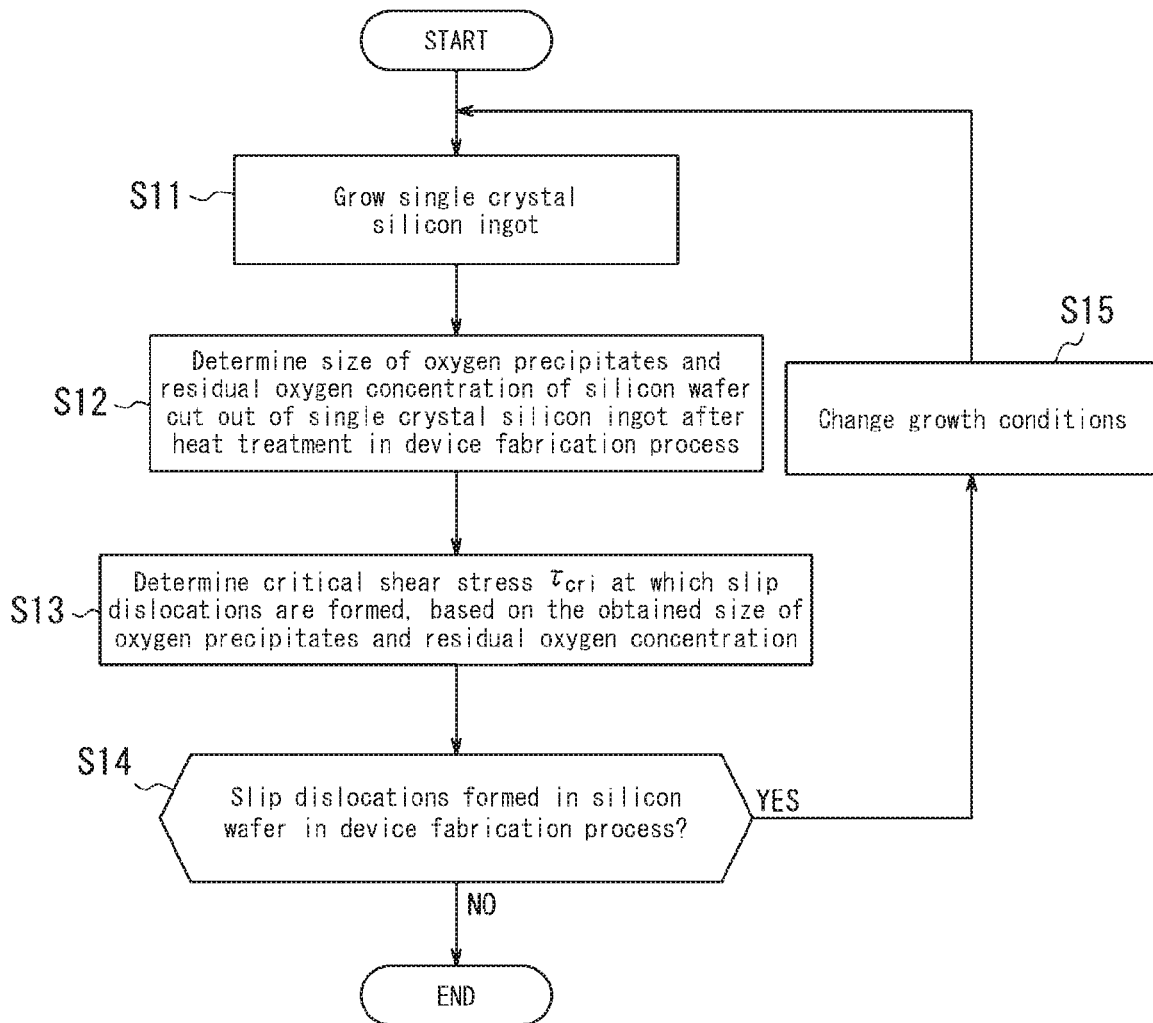 START
S11
Grow single crystal
silicon ingot
S12
Determine size of oxygen precipitates and
residual oxygen concentration of silicon wafer
cut out of single crystal silicon ingot after
heat treatment in device fabrication process
S15
Change growth conditions
S13
Determine critical shear stress τcri at which slip
dislocations are formed, based on the obtained size of
oxygen precipitates and residual oxygen concentration
S14
Slip dislocations formed in silicon
wafer in device fabrication process?
YES
NO
END